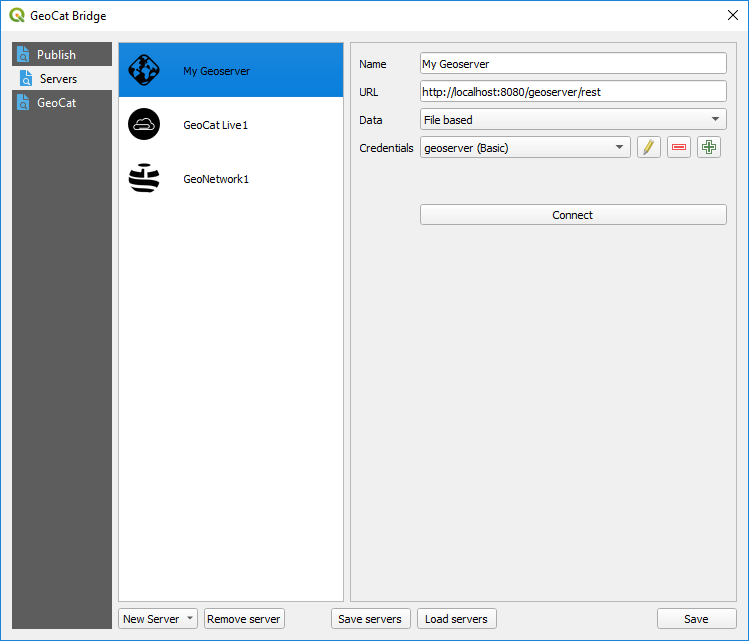 GeoCat Bridge
Publish
Servers
GeoCat
My Geoserver
GeoCat Live1
GeoNetwork1
Name My Geoserver
URL http://localhost:8080/geoserver/rest
Data File based
Credentials geoserver (Basic)
Connect
New Server Remove server Save servers Load servers Save